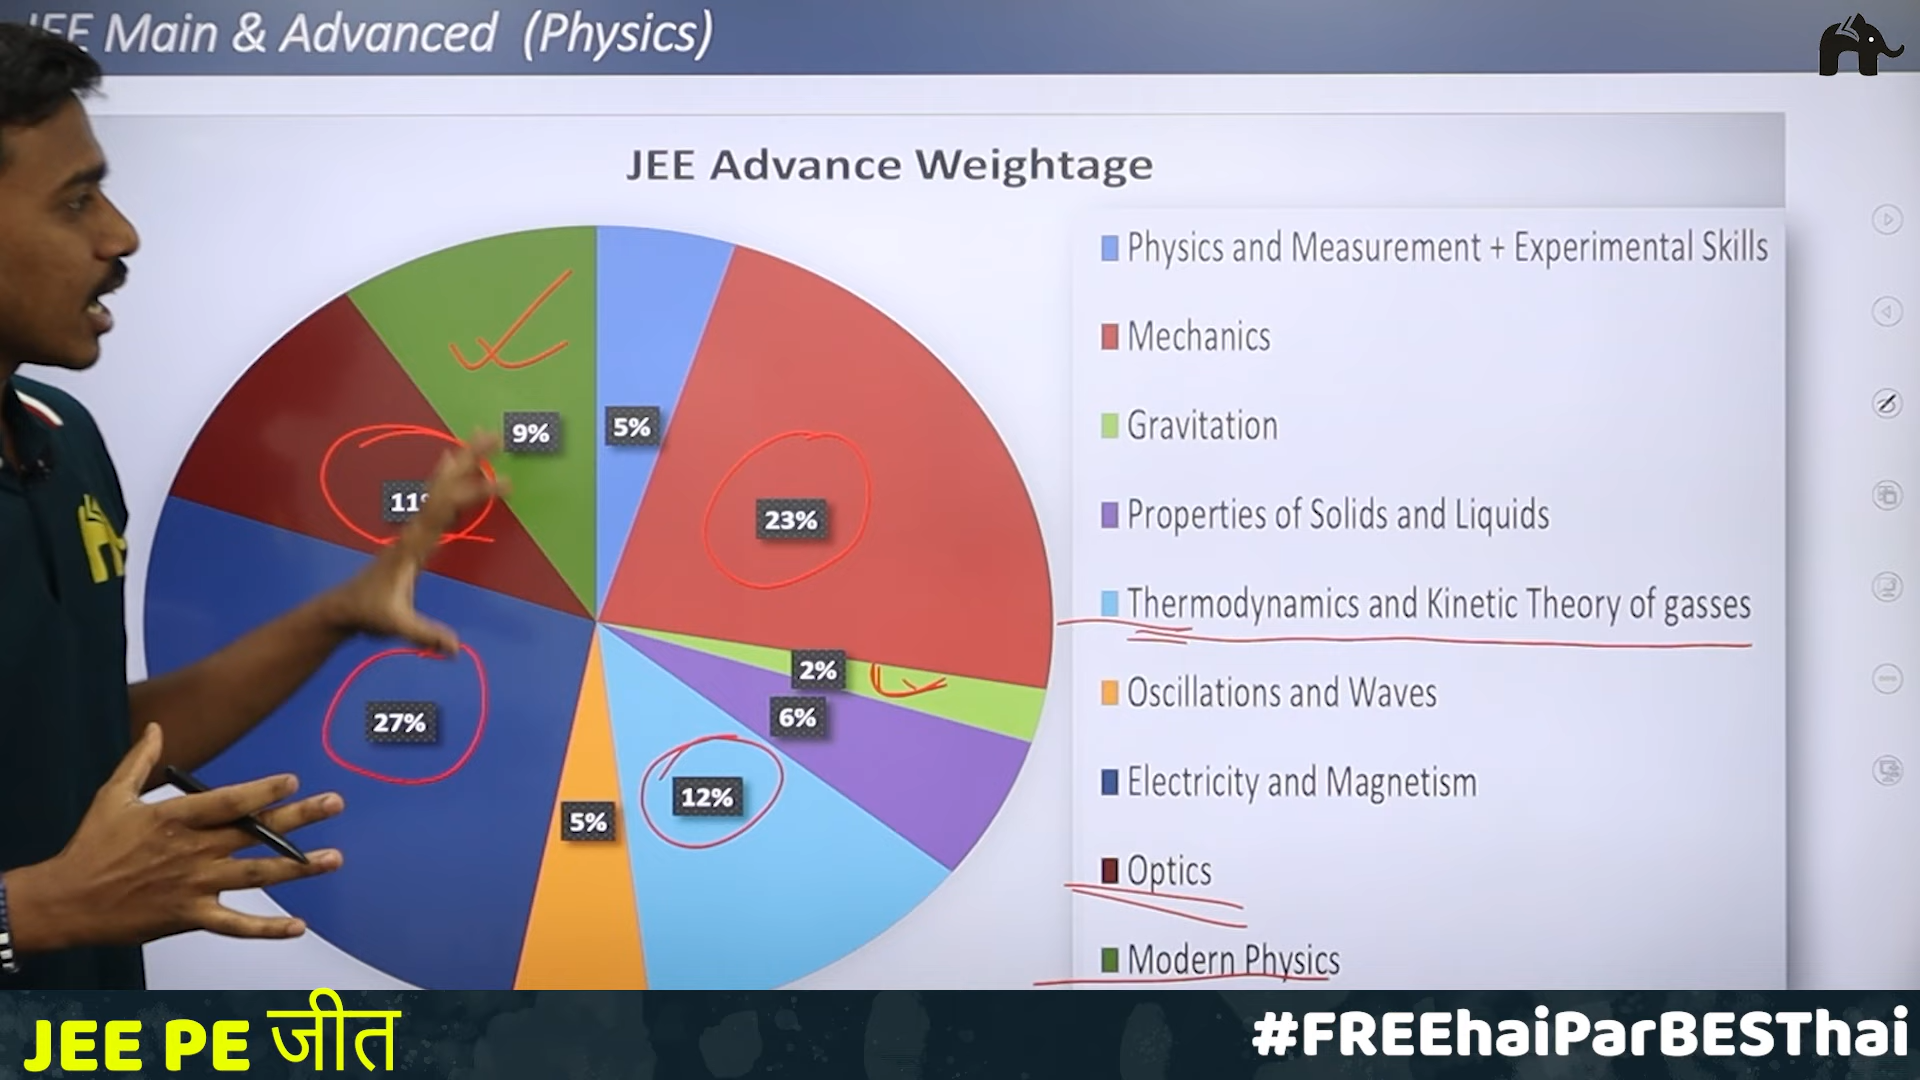 JEE Main & Advanced (Physics)
JEE Advance Weightage
9%
5%
11%
23%
2%
6%
27%
12%
5%
Physics and Measurement + Experimental Skills
Mechanics
Gravitation
Properties of Solids and Liquids
Thermodynamics and Kinetic Theory of gasses
Oscillations and Waves
Electricity and Magnetism
Optics
Modern Physics
JEE PE जीत
#FREEhaiParBESThai